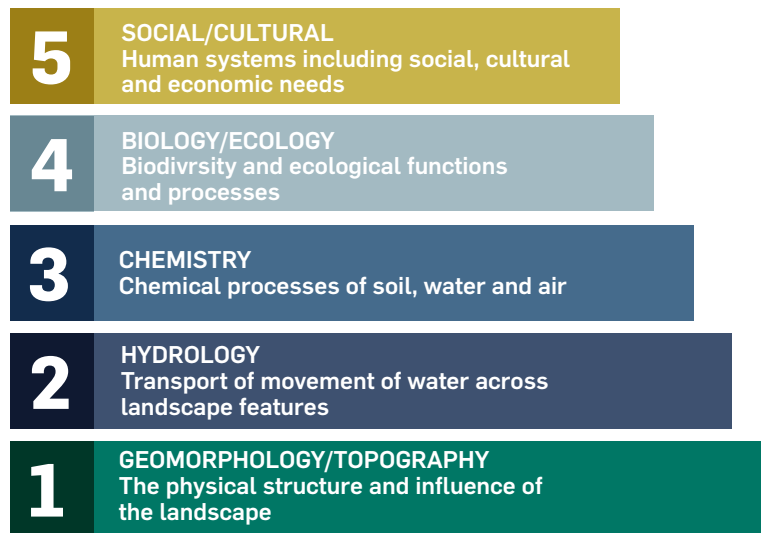 5
SOCIAL/CULTURAL
Human systems including social, cultural
and economic needs
4
BIOLOGY/ECOLOGY
Biodivrsity and ecological functions
and processes
3
CHEMISTRY
Chemical processes of soil, water and air
2
HYDROLOGY
Transport of movement of water across
landscape features
1
GEOMORPHOLOGY/TOPOGRAPHY
The physical structure and influence of
the landscape